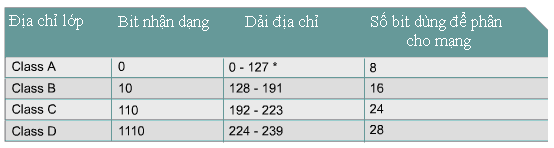 Địa chỉ lớp Bit nhận dạng Dải địa chỉ Số bit dùng để phân
cho mạng
Class A 0 0 - 127 * 8
Class B 10 128 - 191 16
Class C 110 192 - 223 24
Class D 1110 224 - 239 28